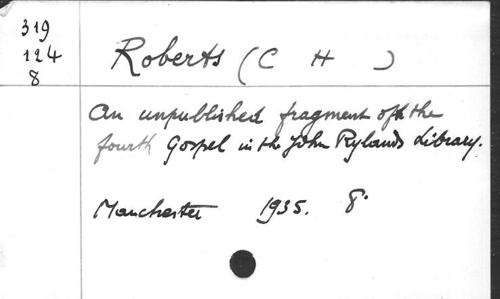 319
124
8
Roberts (C H )
An unpublished fragment of the
fourth Gospel in the John Rylands Library.
Manchester 1935. 8°